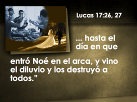 Lucas 17:26, 27
... hasta el
día en que
entró Noé en el arca, y vino
el diluvio y los destruyó a
todos."